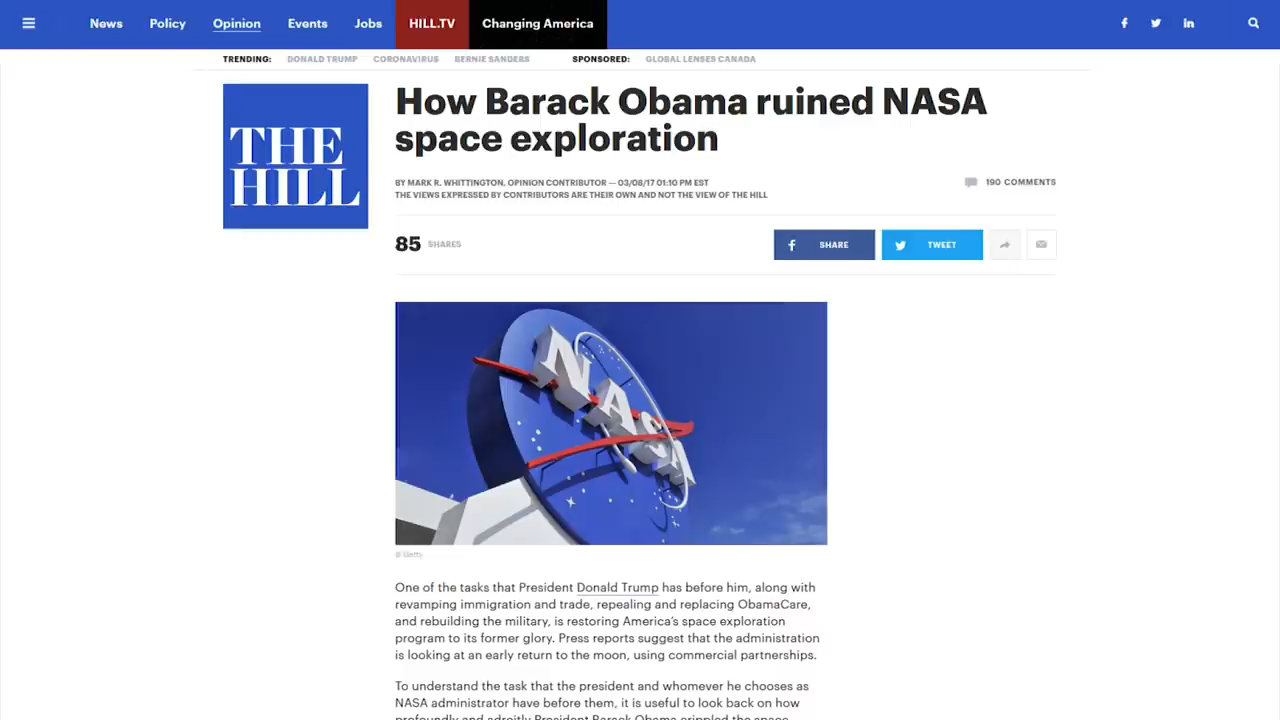 News Policy Opinion Events Jobs HILL.TV Changing America
TRENDING: DONALD TRUMP CORONAVIRUS BERNIE SANDERS SPONSORED: GLOBAL LENSES CANADA
THE
HILL
How Barack Obama ruined NASA
space exploration
BY MARK R. WHITTINGTON, OPINION CONTRIBUTOR — 03/08/17 01:10 PM EST
190 COMMENTS
THE VIEWS EXPRESSED BY CONTRIBUTORS ARE THEIR OWN AND NOT THE VIEW OF THE HILL
85 SHARES
SHARE
TWEET
NASA
© Getty
One of the tasks that President Donald Trump has before him, along with
revamping immigration and trade, repealing and replacing ObamaCare,
and rebuilding the military, is restoring America’s space exploration
program to its former glory. Press reports suggest that the administration
is looking at an early return to the moon, using commercial partnerships.
To understand the task that the president and whomever he chooses as
NASA administrator have before them, it is useful to look back on how
profoundly and adroitly President Barack Obama crippled the space